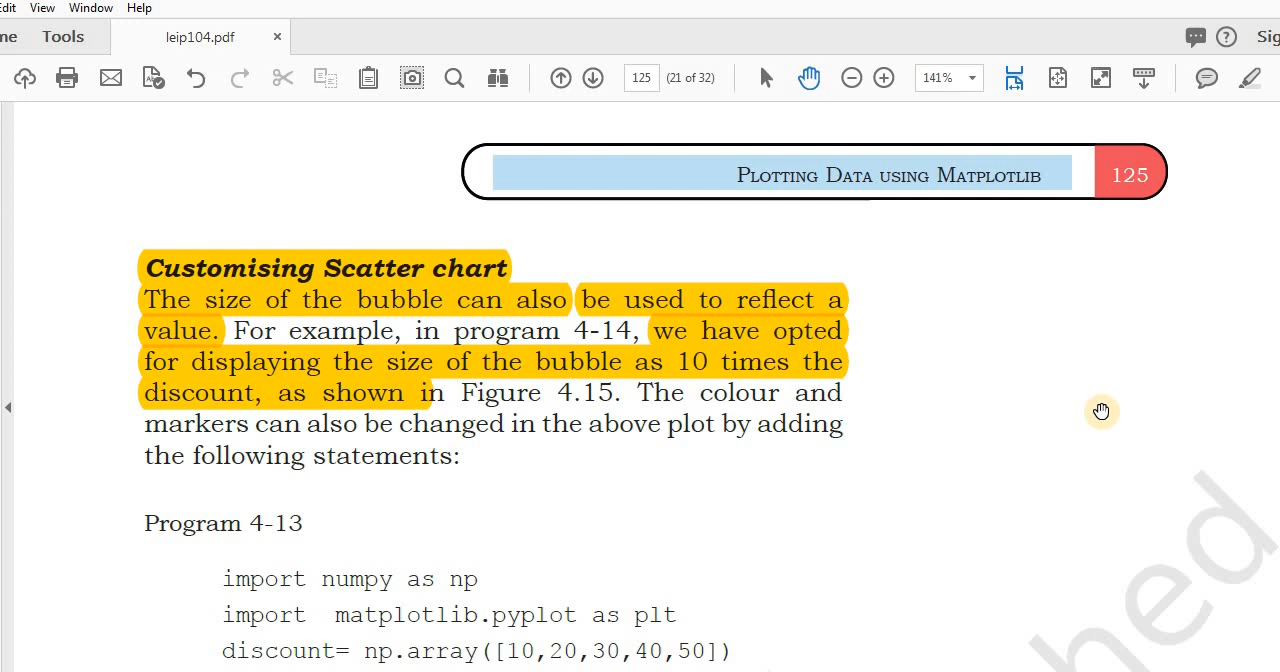 Edit View Window Help
me Tools leip104.pdf ×
125 (21 of 32) 141%
PLOTTING DATA USING MATPLOTLIB 125
Customising Scatter chart
The size of the bubble can also be used to reflect a
value. For example, in program 4-14, we have opted
for displaying the size of the bubble as 10 times the
discount, as shown in Figure 4.15. The colour and
markers can also be changed in the above plot by adding
the following statements:
Program 4-13
import numpy as np
import matplotlib.pyplot as plt
discount= np.array([10,20,30,40,50])